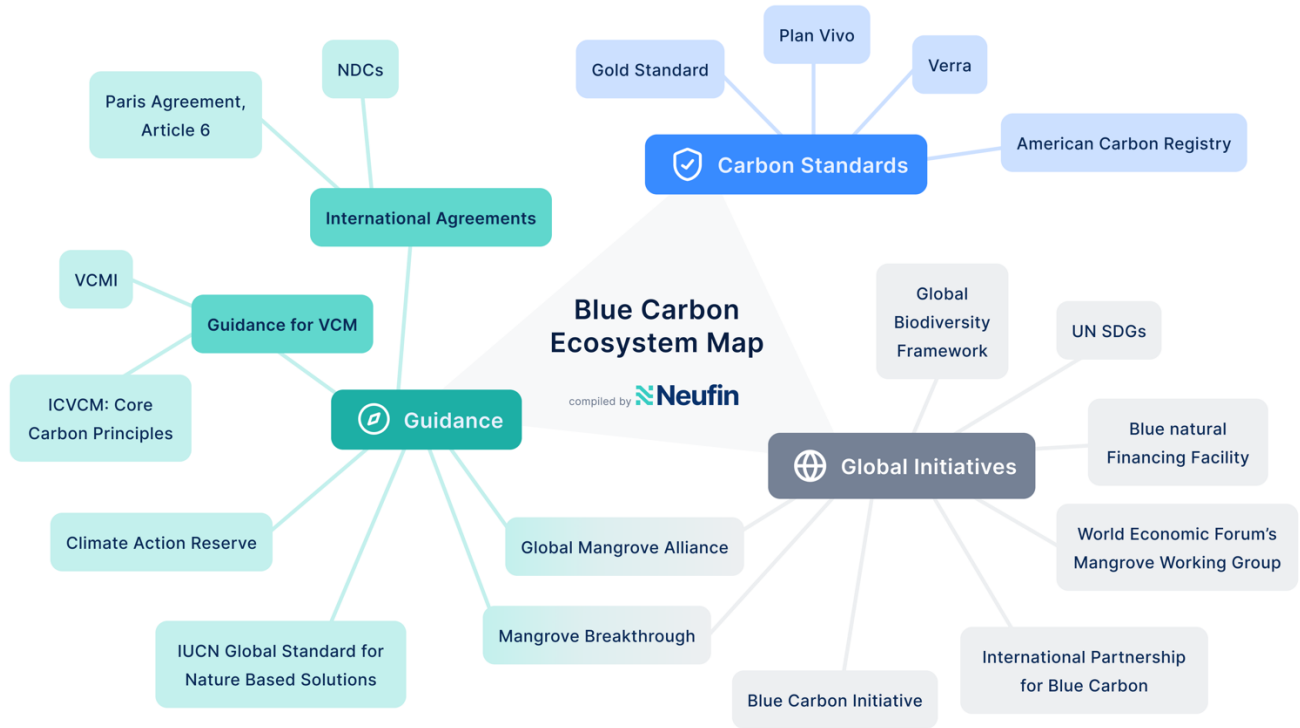 Plan Vivo
Gold Standard
Verra
NDCs
Paris Agreement,
Article 6
American Carbon Registry
Carbon Standards
International Agreements
VCMI
Guidance for VCM
ICVCM: Core
Carbon Principles
Blue Carbon
Ecosystem Map
compiled by Neufin
Global
Biodiversity
Framework
UN SDGs
Guidance
Global Initiatives
Blue natural
Financing Facility
Climate Action Reserve
Global Mangrove Alliance
World Economic Forum's
Mangrove Working Group
IUCN Global Standard for
Nature Based Solutions
Mangrove Breakthrough
Blue Carbon Initiative
International Partnership
for Blue Carbon